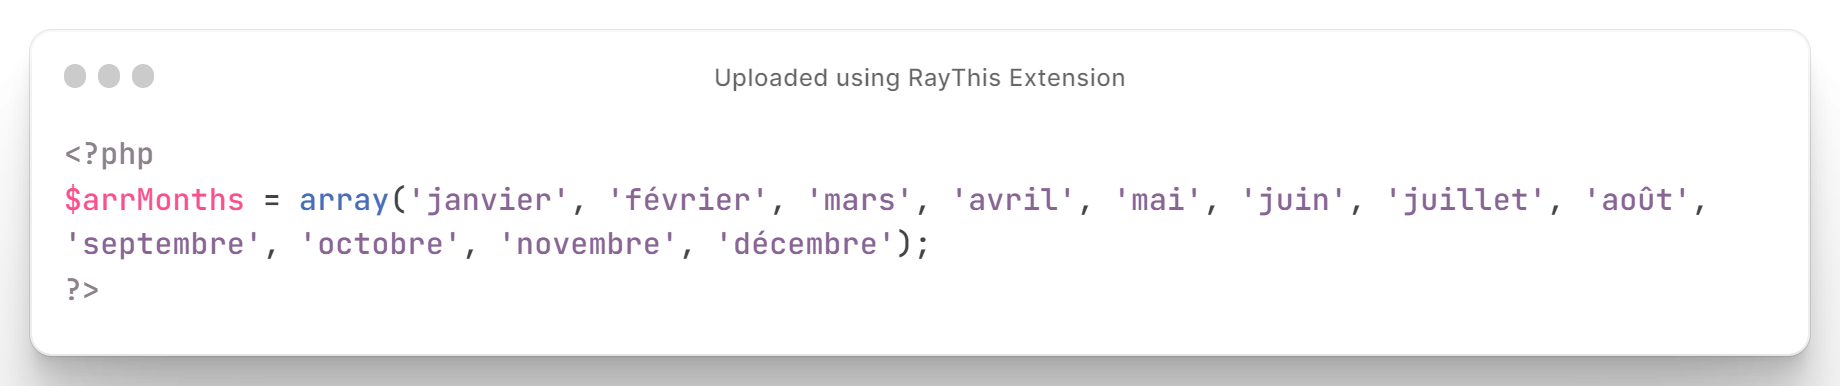 Uploaded using RayThis Extension
<?php
$arrMonths = array('janvier', 'février', 'mars', 'avril', 'mai', 'juin', 'juillet', 'août',
'septembre', 'octobre', 'novembre', 'décembre');
?>